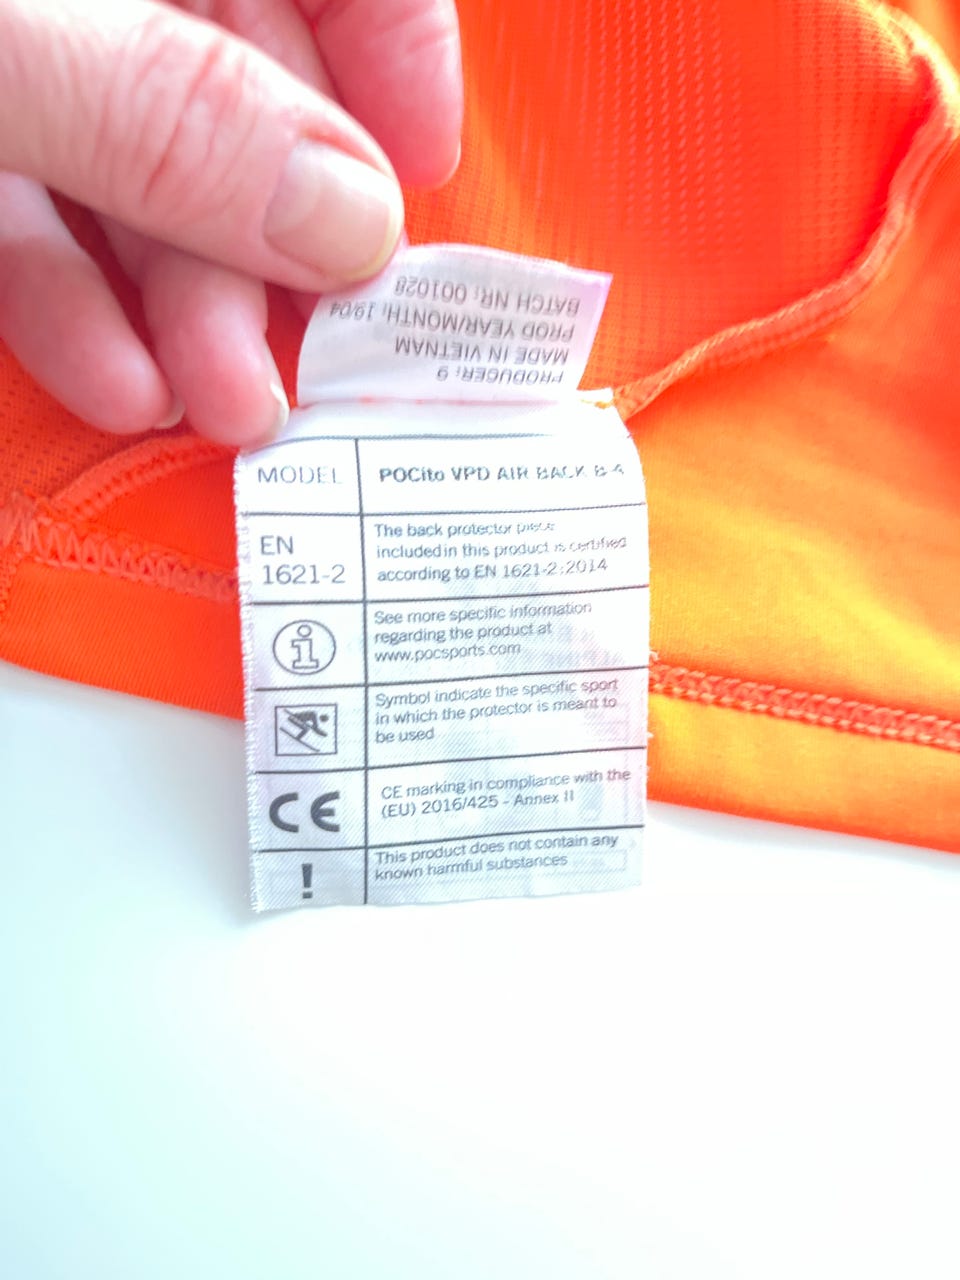 PRODUCER: 9
MADE IN VIETNAM
PROD YEAR/MONTH: 19/04
BATCH NR: 001028
MODEL
POCito VPD AIR BACK
EN
1621-2
The back protector piece
included in this product is certified
according to EN 1621-2:2014
See more specific information
regarding the product at
www.pocsports.com
Symbol indicate the specific sport
in which the protector is meant to
be used
CE
CE marking in compliance with the
(EU) 2016/425 - Annex II
!
This product does not contain any
known harmful substances